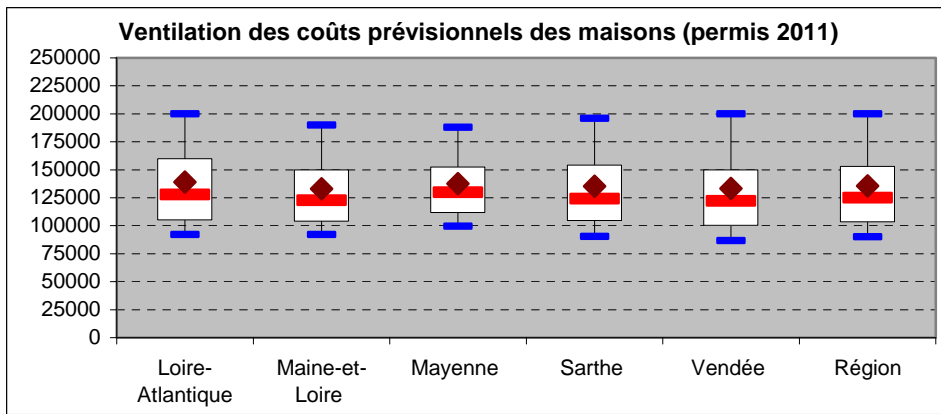 Ventilation des coûts prévisionnels des maisons (permis 2011)
250000
225000
200000
175000
150000
125000
100000
75000
50000
25000
0
Loire-
Atlantique
Maine-et-
Loire
Mayenne
Sarthe
Vendée
Région